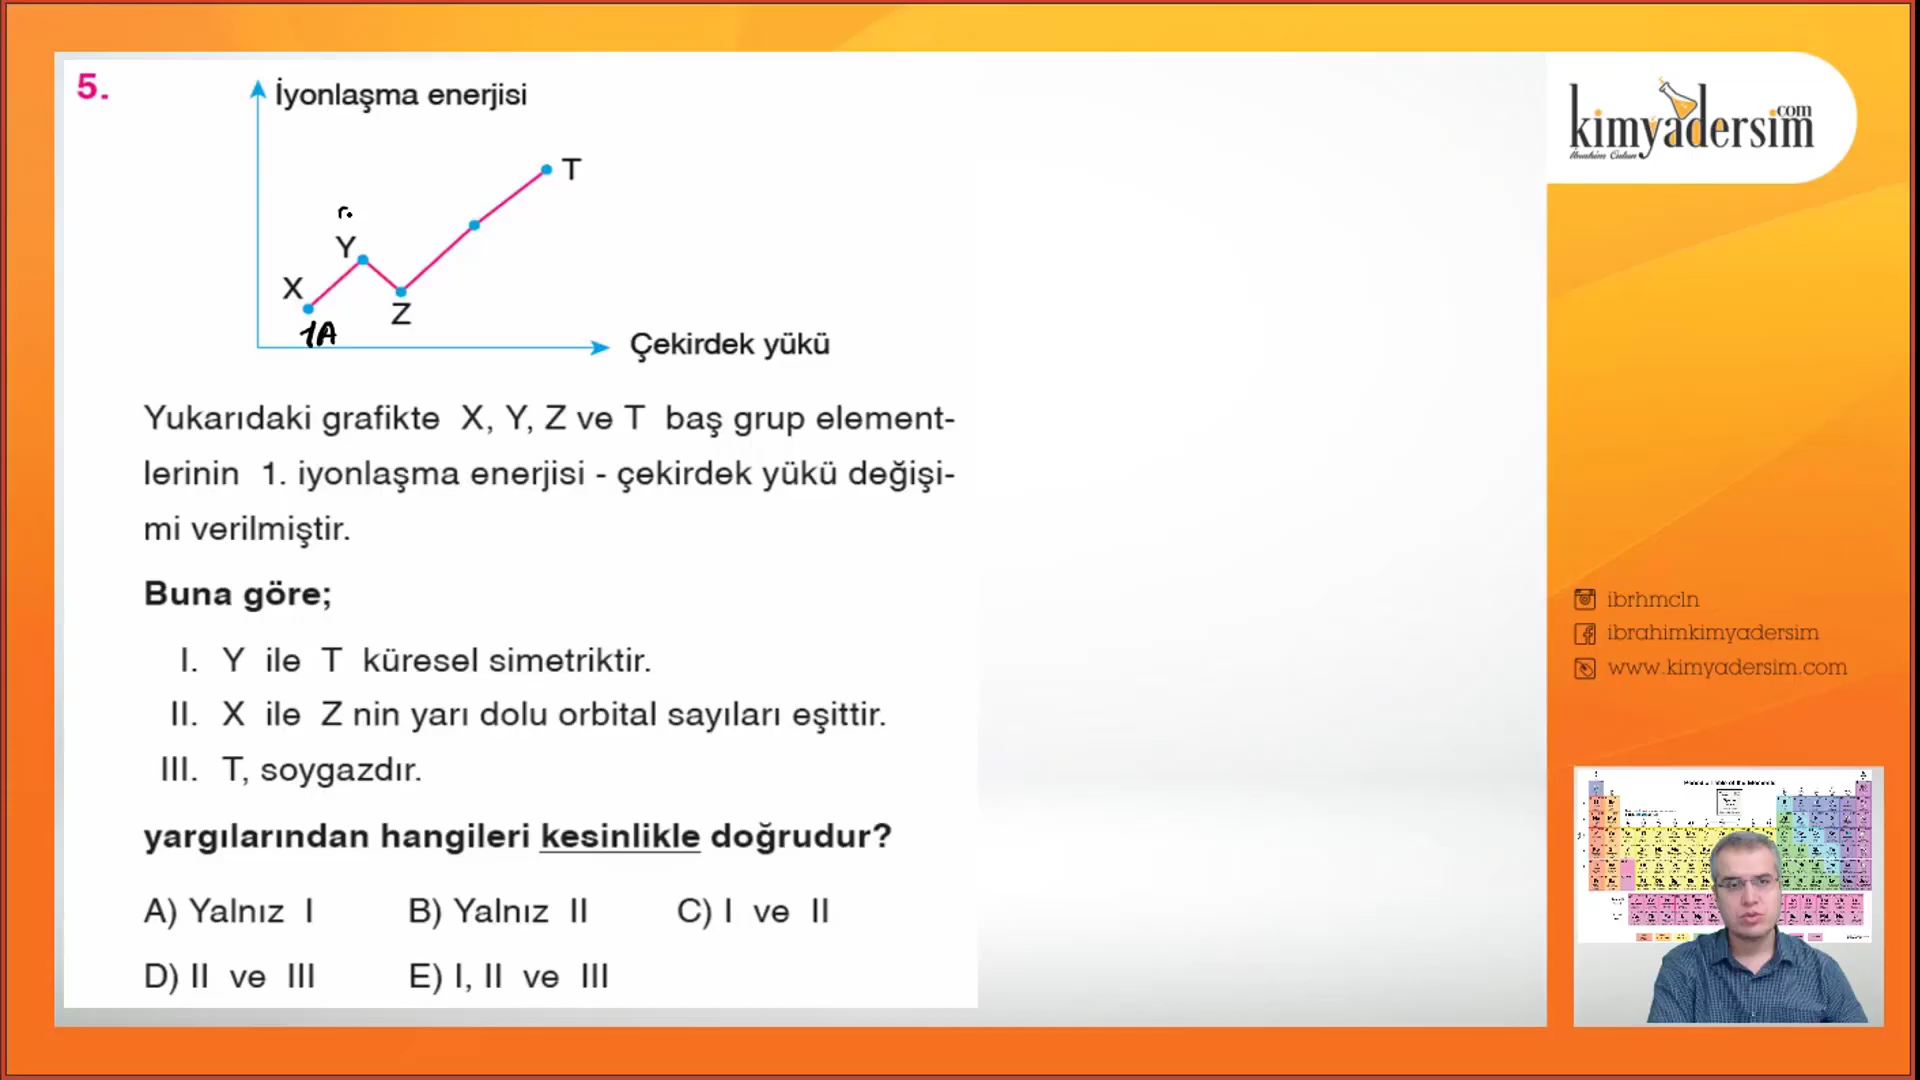 5.
İyonlaşma enerjisi
T
Y
X
Z
1A
Çekirdek yükü
Yukarıdaki grafikte X, Y, Z ve T baş grup element-
lerinin 1. iyonlaşma enerjisi - çekirdek yükü değişi-
mi verilmiştir.
Buna göre;
I. Y ile T küresel simetriktir.
II. X ile Z nin yarı dolu orbital sayıları eşittir.
III. T, soygazdır.
yargılarından hangileri kesinlikle doğrudur?
A) Yalnız I B) Yalnız II C) I ve II
D) II ve III E) I, II ve III
kimyadersim
.com
İbrahim Culun
ibrhmcln
ibrahimkimyadersim
www.kimyadersim.com